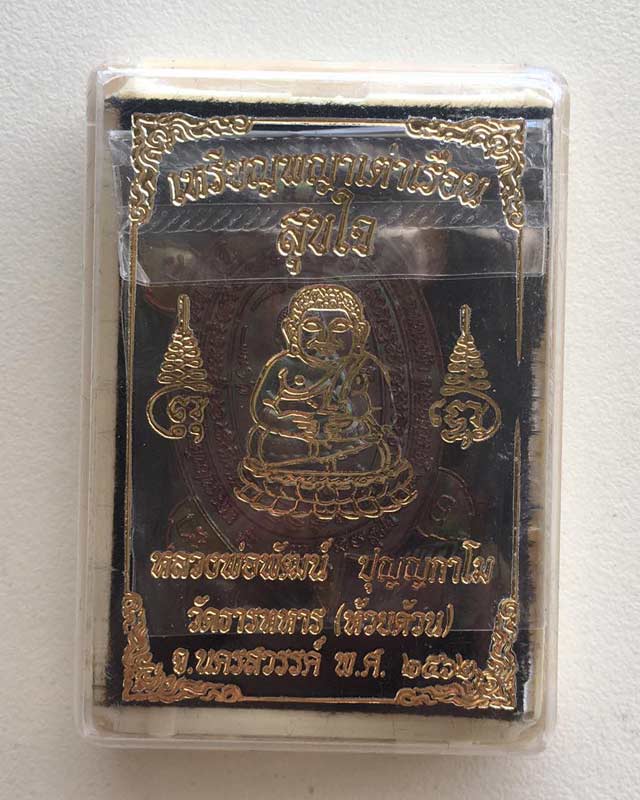 เหรียญพญาเต่าเรือน
สุขใจ
หลวงพ่อพัฒน์ ปุญญกาโม
วัดธารทหาร (ห้วยด้วน)
จ.นครสวรรค์ พ.ศ. ๒๕๖๒